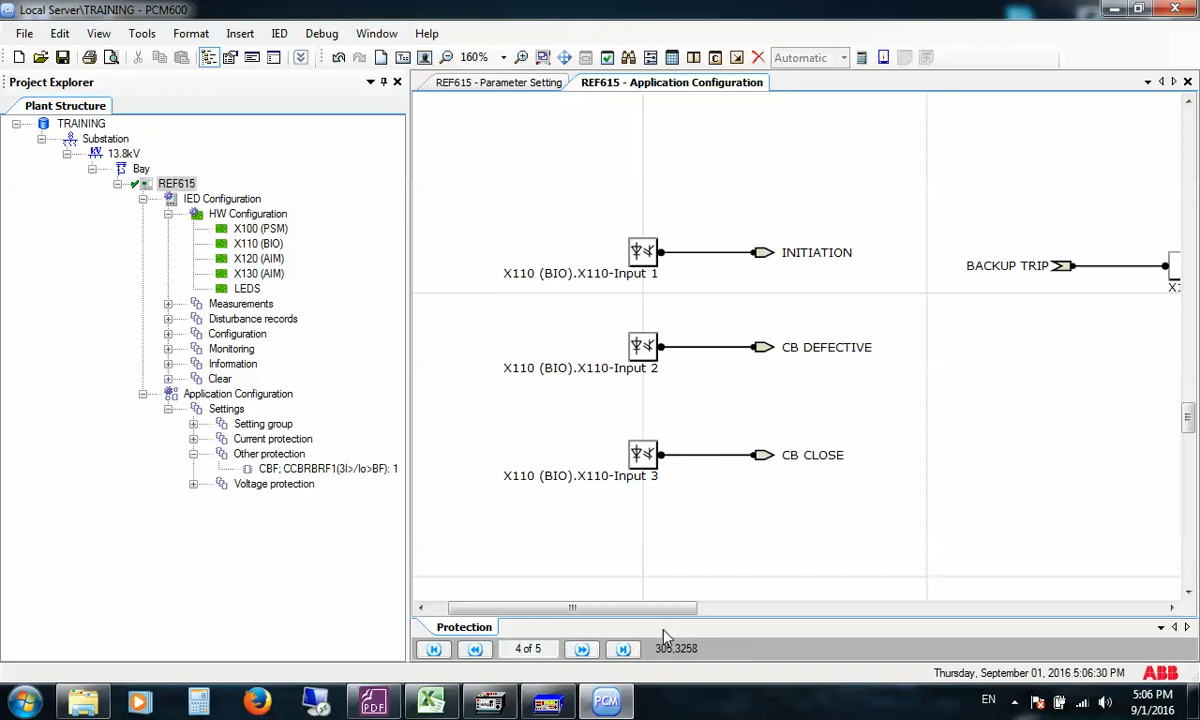 Local Server\TRAINING - PCM600
File Edit View Tools Format Insert IED Debug Window Help
160% Automatic
Project Explorer
REF615 - Parameter Setting
REF615 - Application Configuration
Plant Structure
TRAINING
Substation
13.8kV
Bay
REF615
IED Configuration
HW Configuration
X100 (PSM)
X110 (BIO)
X120 (AIM)
X130 (AIM)
LEDS
Measurements
Disturbance records
Configuration
Monitoring
Information
Clear
Application Configuration
Settings
Setting group
Current protection
Other protection
CBF; CCBRBRF1(3I>/Io>BF): 1
Voltage protection
INITIATION
X110 (BIO).X110-Input 1
BACKUP TRIP
X1
CB DEFECTIVE
X110 (BIO).X110-Input 2
CB CLOSE
X110 (BIO).X110-Input 3
Protection
4 of 5
Thursday, September 01, 2016 5:06:30 PM ABB
PDF
PCM
EN
5:06 PM
9/1/2016